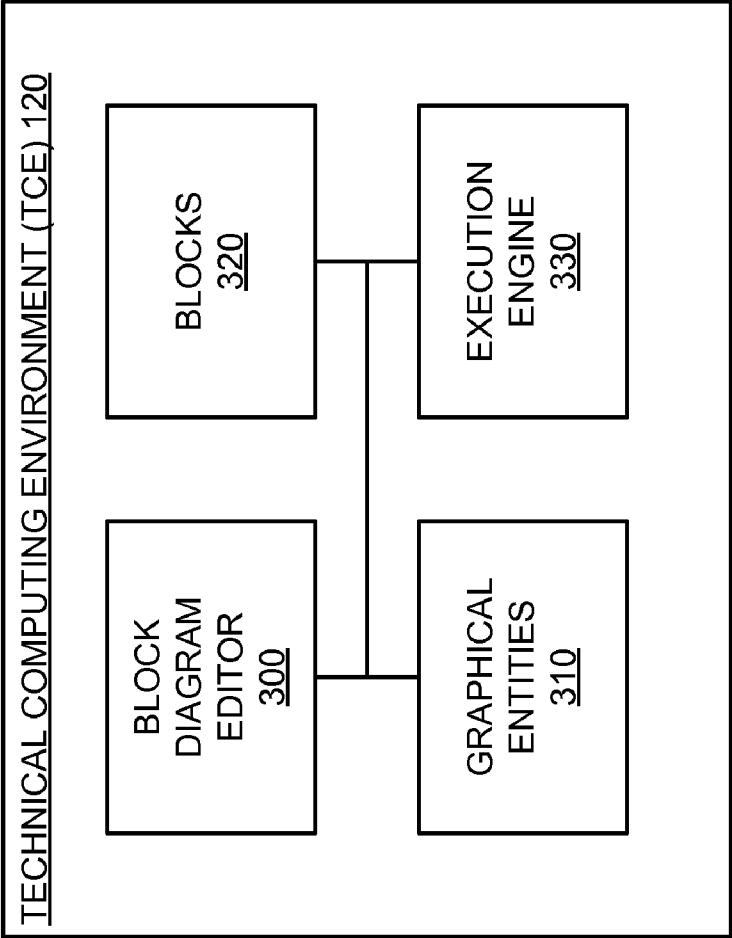 TECHNICAL COMPUTING ENVIRONMENT (TCE) 120
BLOCK
DIAGRAM
EDITOR
300
BLOCKS
320
GRAPHICAL
ENTITIES
310
EXECUTION
ENGINE
330